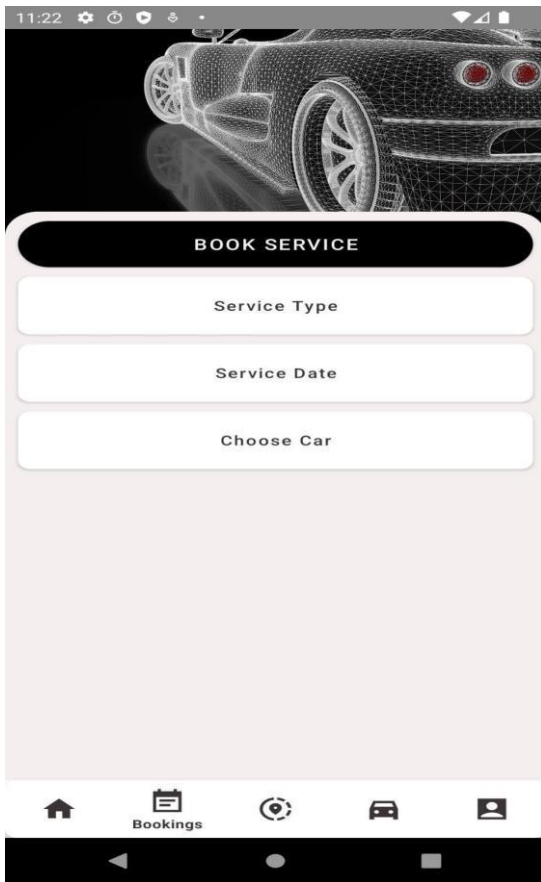 11:22
BOOK SERVICE
Service Type
Service Date
Choose Car
Bookings